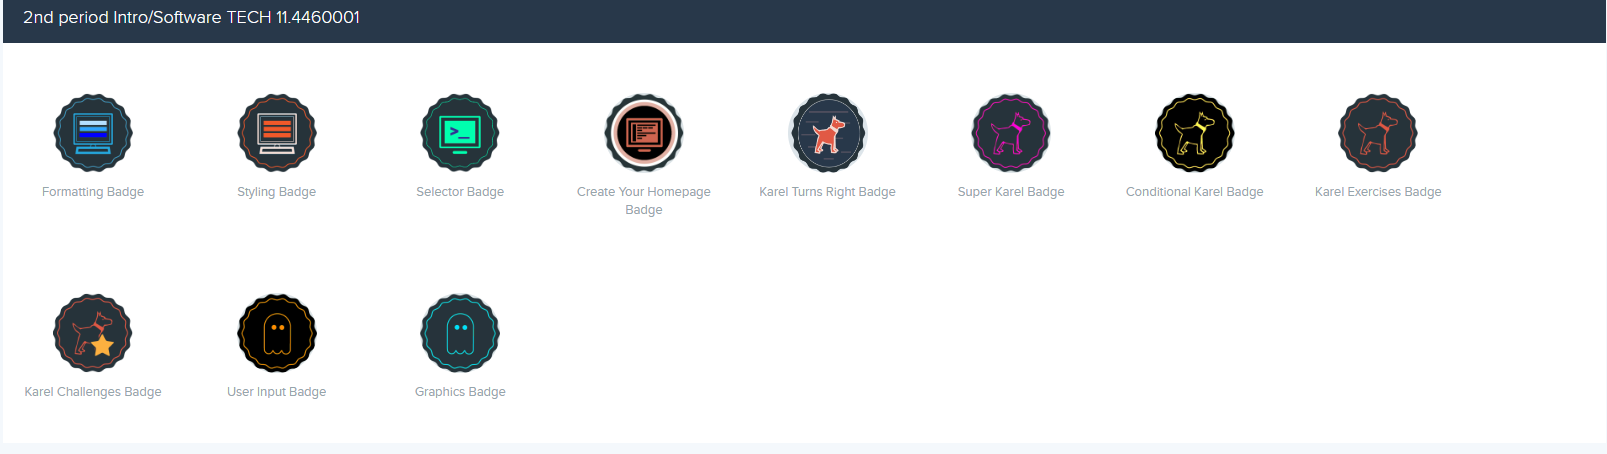 2nd period Intro/Software TECH 11.4460001
Formatting Badge
Styling Badge
Selector Badge
Create Your Homepage
Badge
Karel Turns Right Badge
Super Karel Badge
Conditional Karel Badge
Karel Exercises Badge
>_
Karel Challenges Badge
User Input Badge
Graphics Badge